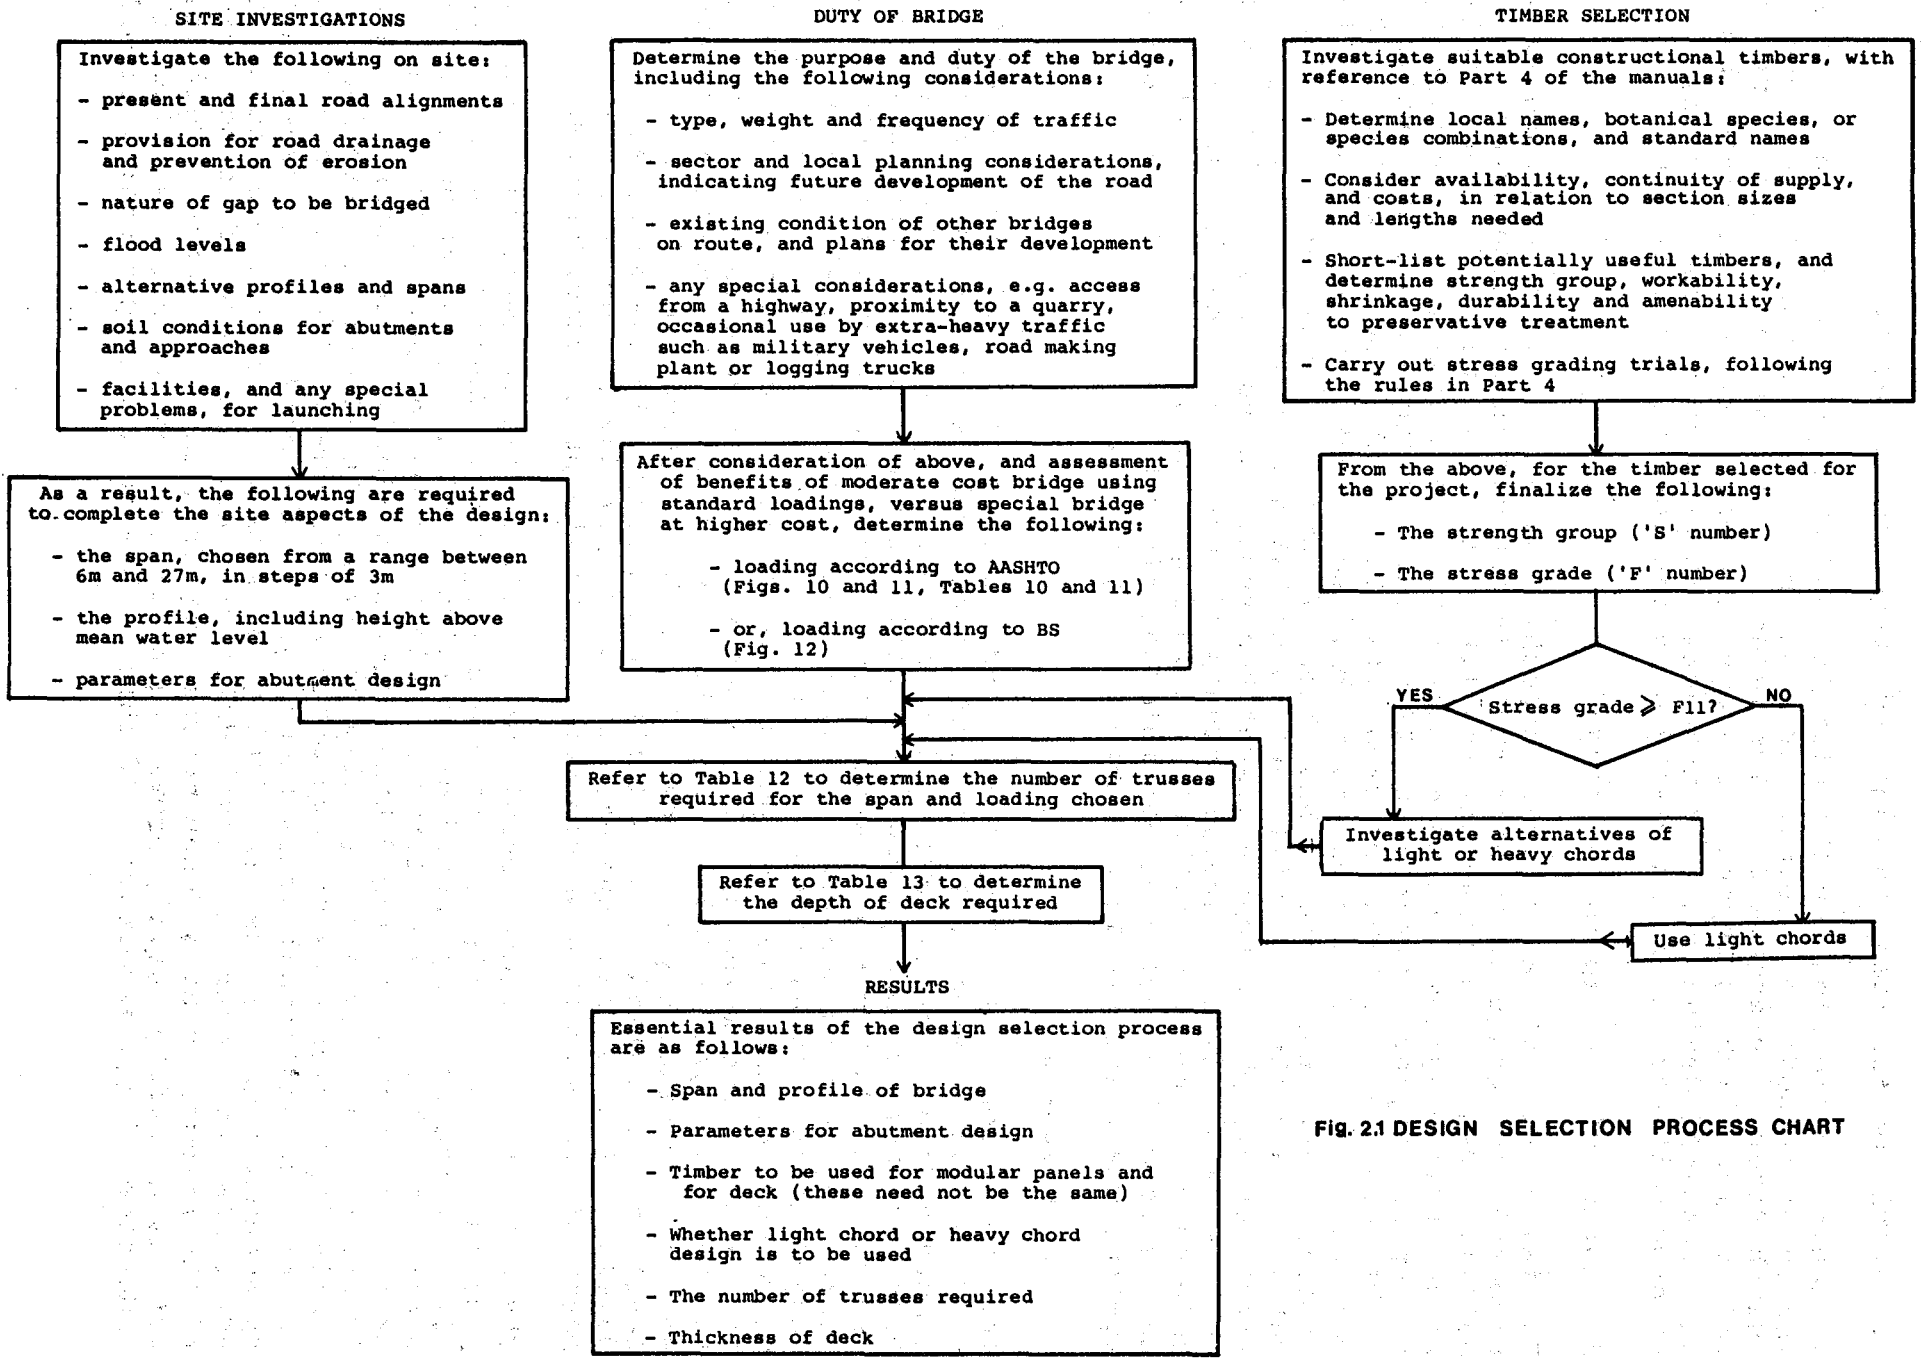 SITE INVESTIGATIONS
Investigate the following on site:
- present and final road alignments
- provision for road drainage
and prevention of erosion
- nature of gap to be bridged
- flood levels
- alternative profiles and spans
- soil conditions for abutments
and approaches
- facilities, and any special
problems, for launching
As a result, the following are required
to complete the site aspects of the design:
- the span, chosen from a range between
6m and 27m, in steps of 3m
- the profile, including height above
mean water level
- parameters for abutment design
DUTY OF BRIDGE
Determine the purpose and duty of the bridge,
including the following considerations:
- type, weight and frequency of traffic
- sector and local planning considerations,
indicating future development of the road
- existing condition of other bridges
on route, and plans for their development
- any special considerations, e.g. access
from a highway, proximity to a quarry,
occasional use by extra-heavy traffic
such as military vehicles, road making
plant or logging trucks
After consideration of above, and assessment
of benefits of moderate cost bridge using
standard loadings, versus special bridge
at higher cost, determine the following:
- loading according to AASHTO
(Figs. 10 and 11, Tables 10 and 11)
- or, loading according to BS
(Fig. 12)
TIMBER SELECTION
Investigate suitable constructional timbers, with
reference to Part 4 of the manuals:
- Determine local names, botanical species, or
species combinations, and standard names
- Consider availability, continuity of supply,
and costs, in relation to section sizes
and lengths needed
- Short-list potentially useful timbers, and
determine strength group, workability,
shrinkage, durability and amenability
to preservative treatment
- Carry out stress grading trials, following
the rules in Part 4
From the above, for the timber selected for
the project, finalize the following:
- The strength group ('S' number)
- The stress grade ('F' number)
YES
Stress grade ⩾ F11?
NO
Investigate alternatives of
light or heavy chords
Use light chords
Refer to Table 12 to determine the number of trusses
required for the span and loading chosen
Refer to Table 13 to determine
the depth of deck required
RESULTS
Essential results of the design selection process
are as follows:
- Span and profile of bridge
- Parameters for abutment design
- Timber to be used for modular panels and
for deck (these need not be the same)
- Whether light chord or heavy chord
design is to be used
- The number of trusses required
- Thickness of deck
Fig. 2.1 DESIGN SELECTION PROCESS CHART